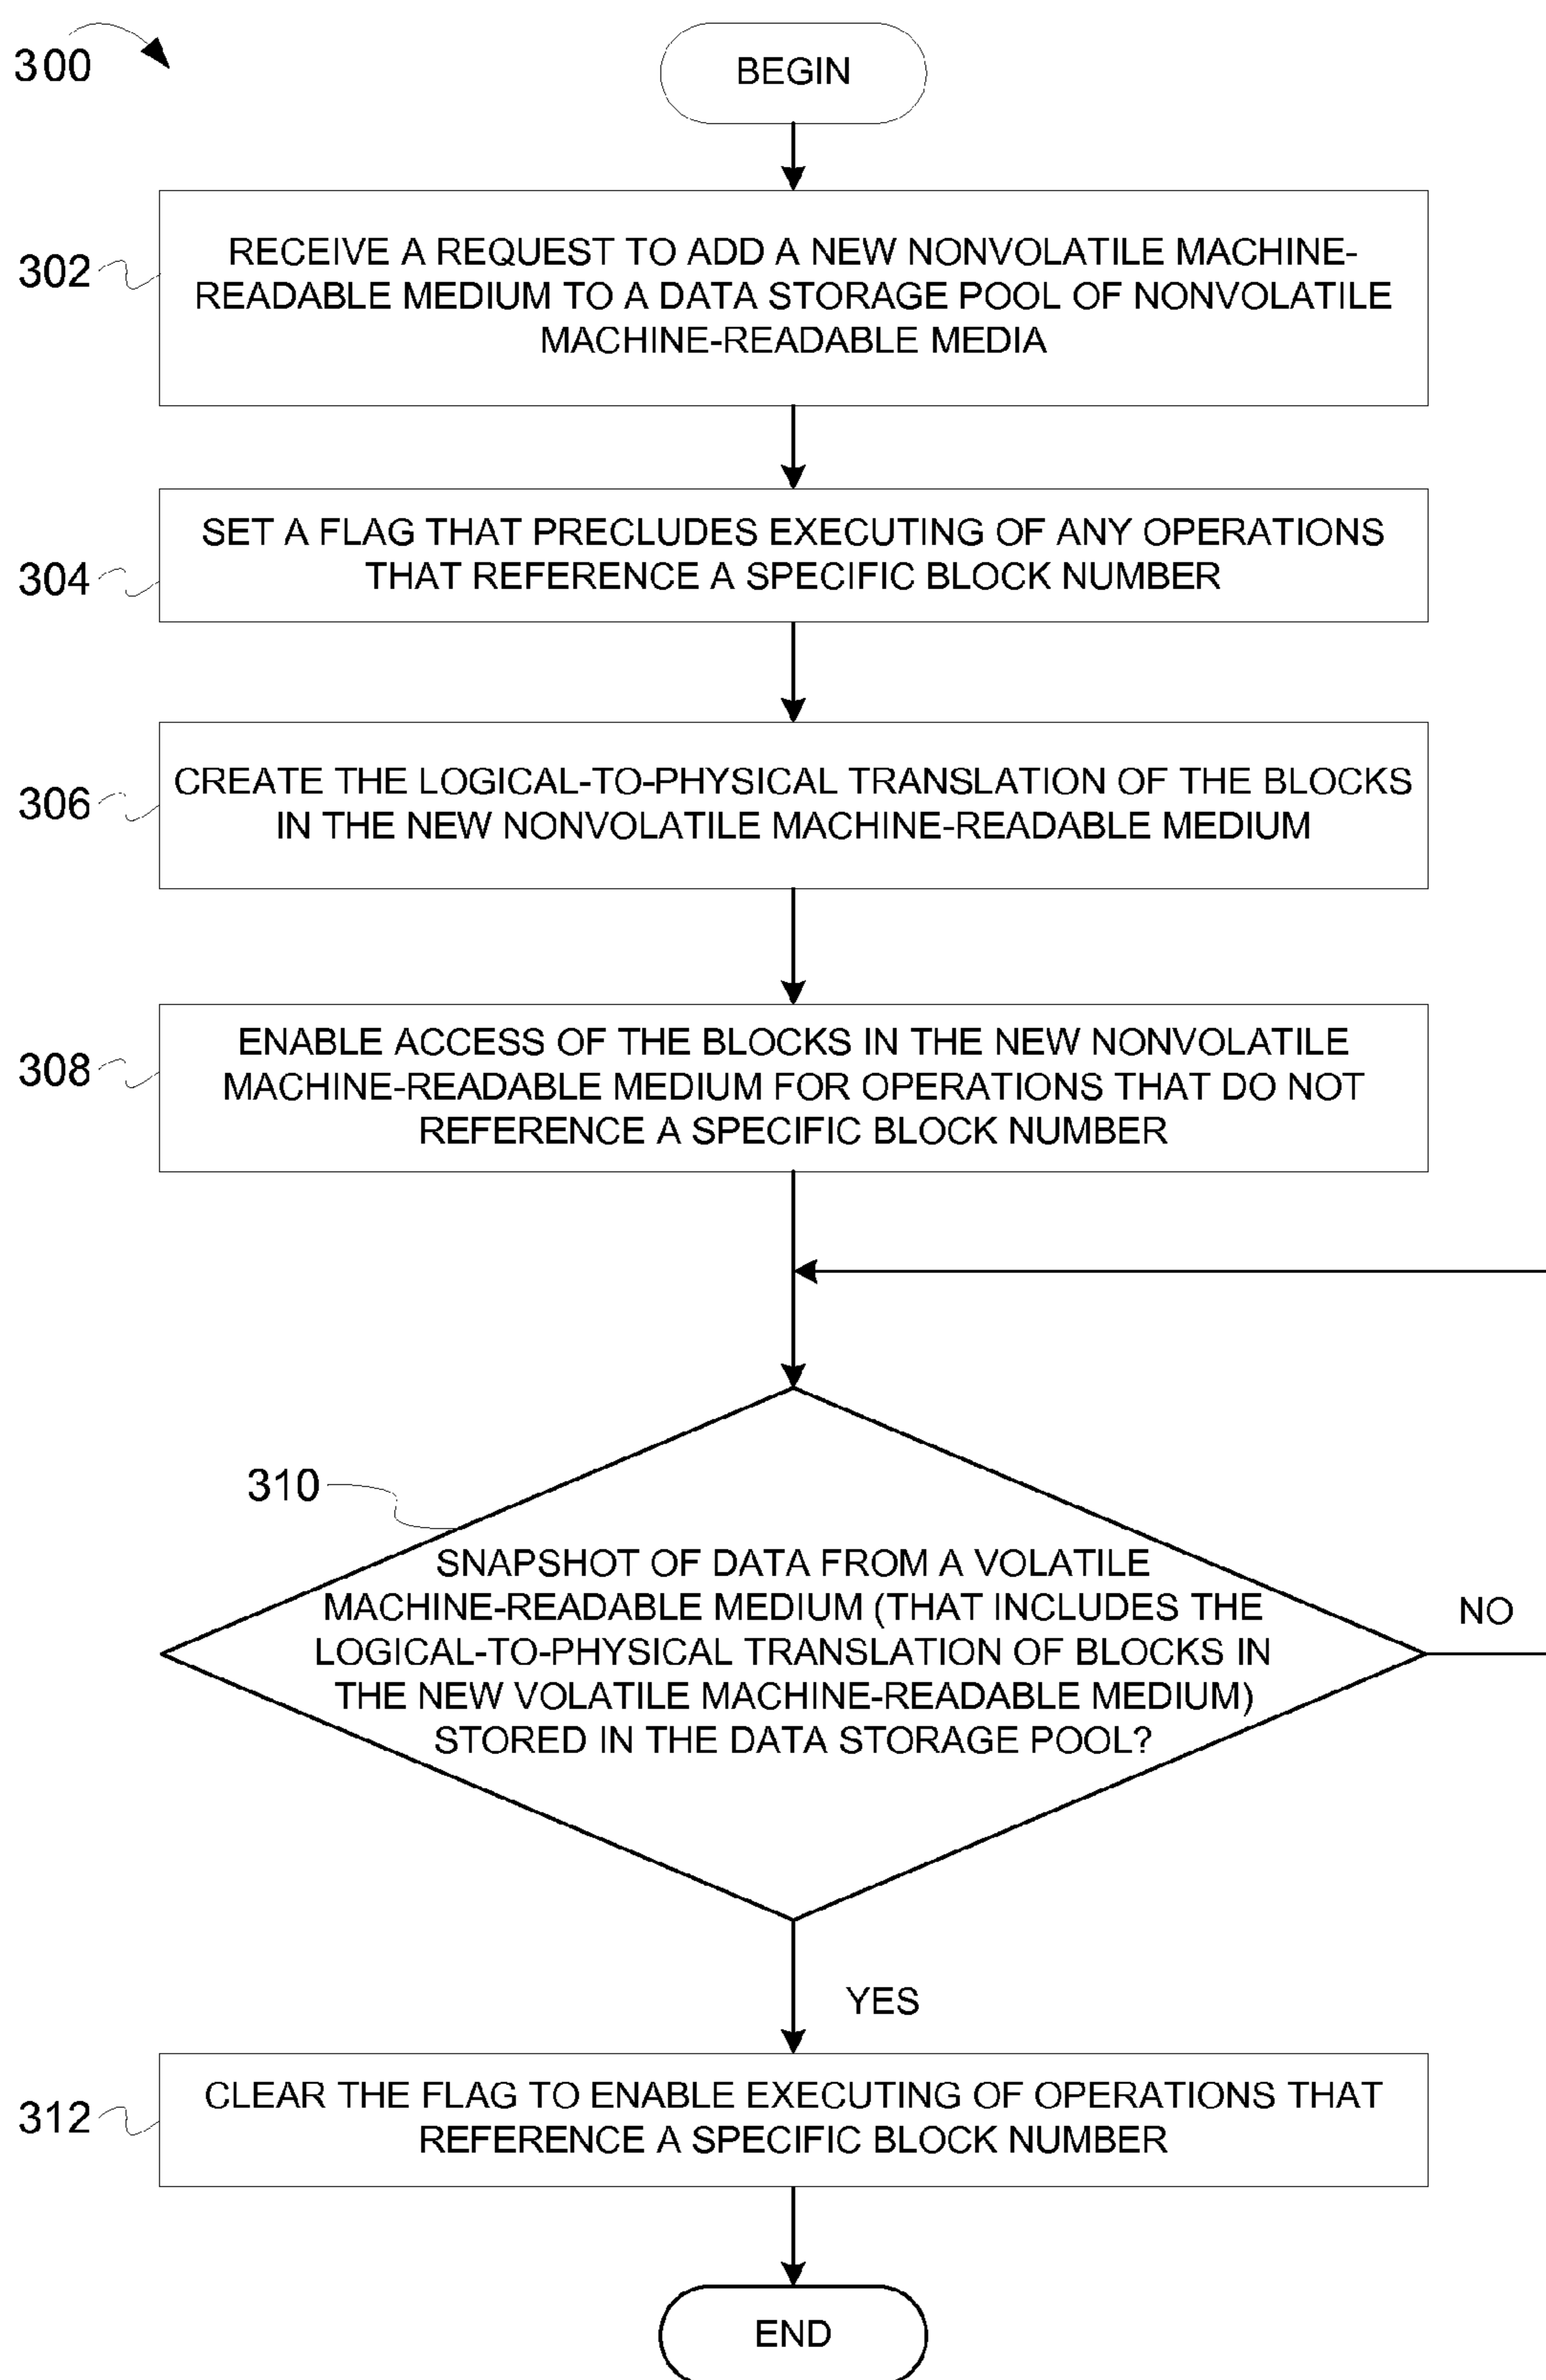 300
BEGIN
302
RECEIVE A REQUEST TO ADD A NEW NONVOLATILE MACHINE-
READABLE MEDIUM TO A DATA STORAGE POOL OF NONVOLATILE
MACHINE-READABLE MEDIA
304
SET A FLAG THAT PRECLUDES EXECUTING OF ANY OPERATIONS
THAT REFERENCE A SPECIFIC BLOCK NUMBER
306
CREATE THE LOGICAL-TO-PHYSICAL TRANSLATION OF THE BLOCKS
IN THE NEW NONVOLATILE MACHINE-READABLE MEDIUM
308
ENABLE ACCESS OF THE BLOCKS IN THE NEW NONVOLATILE
MACHINE-READABLE MEDIUM FOR OPERATIONS THAT DO NOT
REFERENCE A SPECIFIC BLOCK NUMBER
310
SNAPSHOT OF DATA FROM A VOLATILE
MACHINE-READABLE MEDIUM (THAT INCLUDES THE
LOGICAL-TO-PHYSICAL TRANSLATION OF BLOCKS IN
THE NEW VOLATILE MACHINE-READABLE MEDIUM)
STORED IN THE DATA STORAGE POOL?
NO
YES
312
CLEAR THE FLAG TO ENABLE EXECUTING OF OPERATIONS THAT
REFERENCE A SPECIFIC BLOCK NUMBER
END